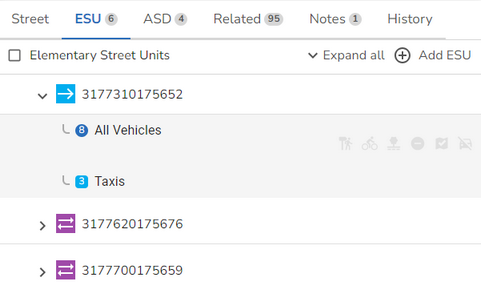 Street ESU 6 ASD 4 Related 95 Notes 1 History
Elementary Street Units Expand all Add ESU
3177310175652
8 All Vehicles
3 Taxis
3177620175676
3177700175659